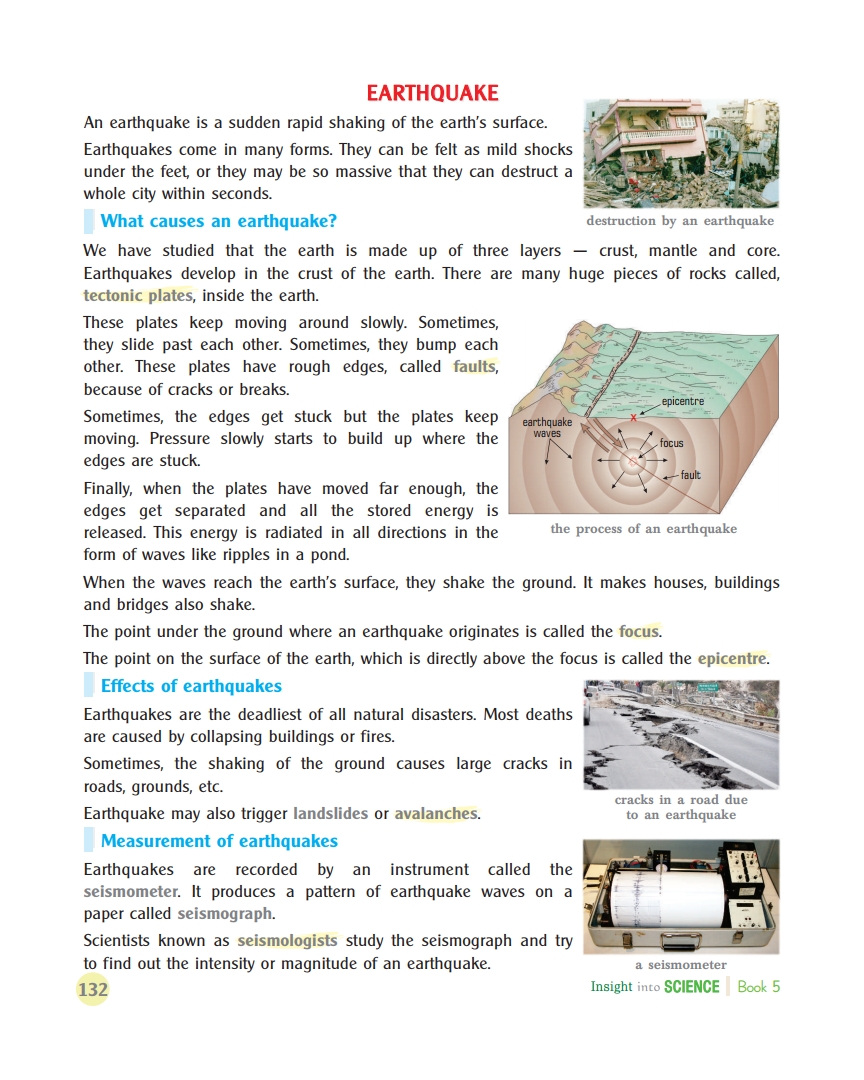 EARTHQUAKE
An earthquake is a sudden rapid shaking of the earth's surface.
Earthquakes come in many forms. They can be felt as mild shocks
under the feet, or they may be so massive that they can destruct a
whole city within seconds.
destruction by an earthquake
What causes an earthquake?
We have studied that the earth is made up of three layers — crust, mantle and core.
Earthquakes develop in the crust of the earth. There are many huge pieces of rocks called,
tectonic plates, inside the earth.
These plates keep moving around slowly. Sometimes,
they slide past each other. Sometimes, they bump each
other. These plates have rough edges, called faults,
because of cracks or breaks.
Sometimes, the edges get stuck but the plates keep
moving. Pressure slowly starts to build up where the
edges are stuck.
Finally, when the plates have moved far enough, the
edges get separated and all the stored energy is
released. This energy is radiated in all directions in the
form of waves like ripples in a pond.
epicentre
earthquake
waves
focus
fault
the process of an earthquake
When the waves reach the earth's surface, they shake the ground. It makes houses, buildings
and bridges also shake.
The point under the ground where an earthquake originates is called the focus.
The point on the surface of the earth, which is directly above the focus is called the epicentre.
Effects of earthquakes
Earthquakes are the deadliest of all natural disasters. Most deaths
are caused by collapsing buildings or fires.
Sometimes, the shaking of the ground causes large cracks in
roads, grounds, etc.
Earthquake may also trigger landslides or avalanches.
cracks in a road due
to an earthquake
Measurement of earthquakes
Earthquakes are recorded by an instrument called the
seismometer. It produces a pattern of earthquake waves on a
paper called seismograph.
Scientists known as seismologists study the seismograph and try
to find out the intensity or magnitude of an earthquake.
a seismometer
132
Insight into SCIENCE Book 5